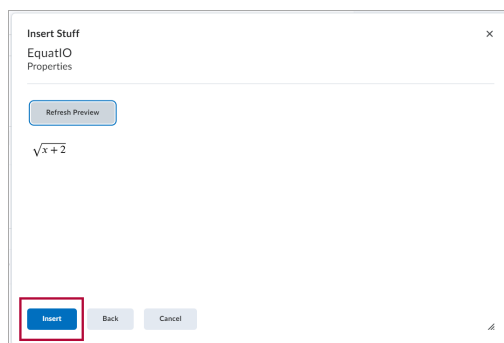 Insert Stuff ×
EquatIO
Properties
Refresh Preview
√x + 2
Insert Back Cancel